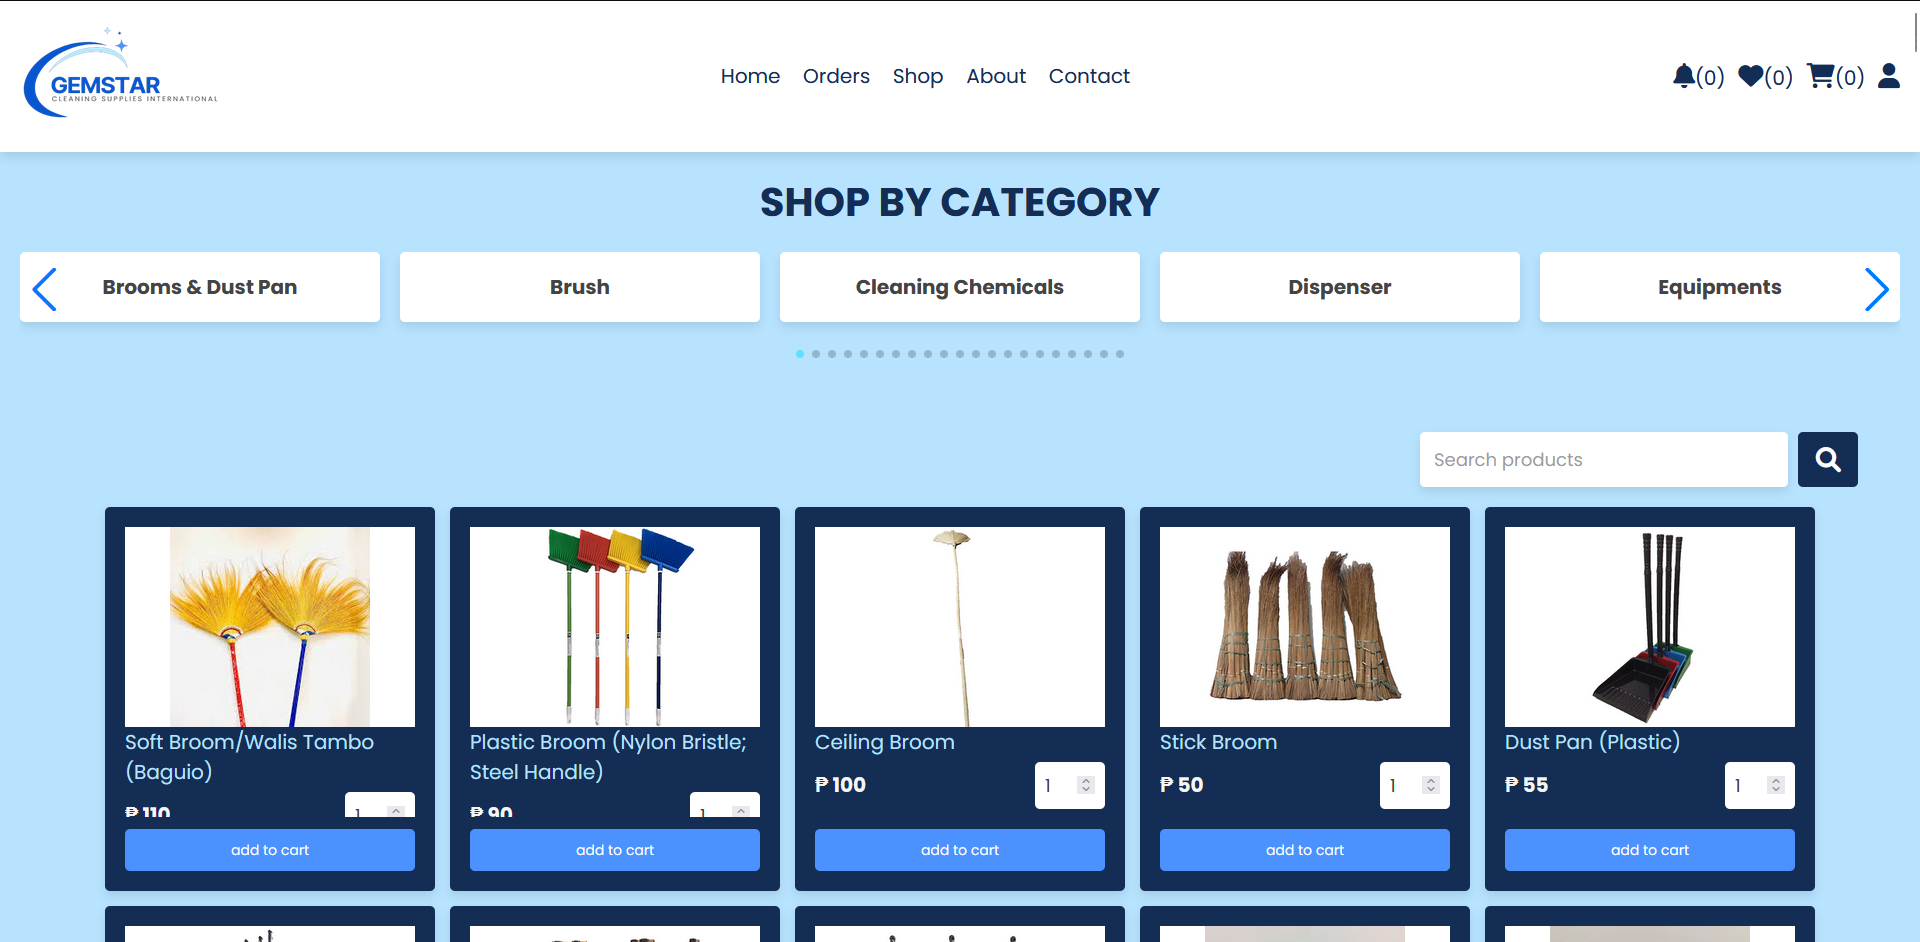 GEMSTAR
CLEANING SUPPLIES INTERNATIONAL
Home Orders Shop About Contact
(0) (0) (0)
SHOP BY CATEGORY
Brooms & Dust Pan Brush Cleaning Chemicals Dispenser Equipments
Search products
Soft Broom/Walis Tambo (Baguio)
₱ 110 1
add to cart
Plastic Broom (Nylon Bristle; Steel Handle)
₱ 90 1
add to cart
Ceiling Broom
₱ 100 1
add to cart
Stick Broom
₱ 50 1
add to cart
Dust Pan (Plastic)
₱ 55 1
add to cart